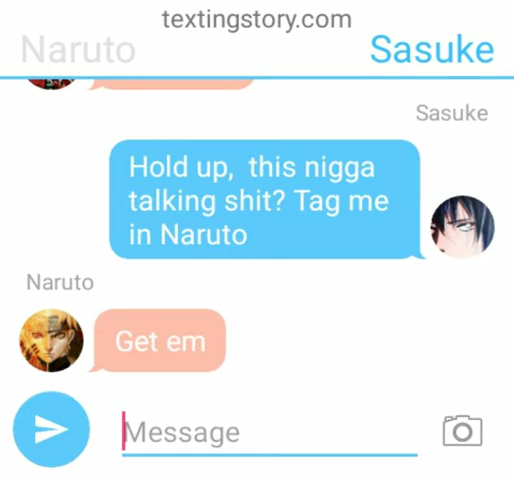 textingstory.com
Naruto
Sasuke
Sasuke
Hold up, this nigga
talking shit? Tag me
in Naruto
Naruto
Get em
Message